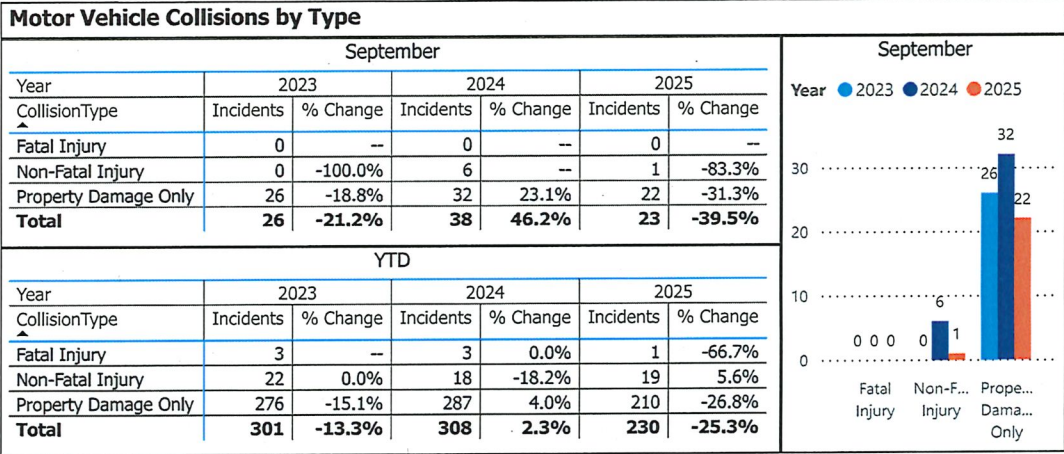 Motor Vehicle Collisions by Type
September
Year 2023 2024 2025
CollisionType Incidents % Change Incidents % Change Incidents % Change
Fatal Injury 0 -- 0 -- 0 --
Non-Fatal Injury 0 -100.0% 6 -- 1 -83.3%
Property Damage Only 26 -18.8% 32 23.1% 22 -31.3%
Total 26 -21.2% 38 46.2% 23 -39.5%
YTD
Year 2023 2024 2025
CollisionType Incidents % Change Incidents % Change Incidents % Change
Fatal Injury 3 -- 3 0.0% 1 -66.7%
Non-Fatal Injury 22 0.0% 18 -18.2% 19 5.6%
Property Damage Only 276 -15.1% 287 4.0% 210 -26.8%
Total 301 -13.3% 308 2.3% 230 -25.3%
September
Year 2023 2024 2025
32
30
26
22
20
10
6
0 0 0 0 1
0
Fatal Non-F... Prope...
Injury Injury Dama...
Only